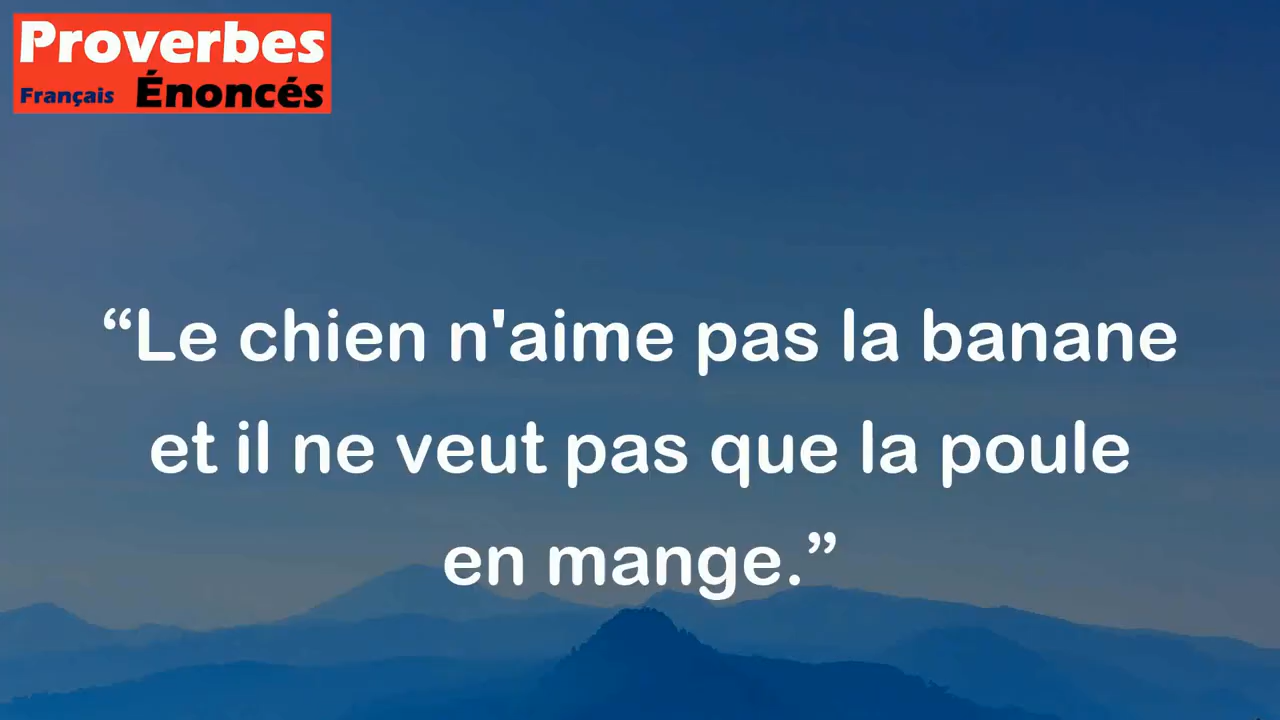 Proverbes
Français Énoncés
“Le chien n'aime pas la banane
et il ne veut pas que la poule
en mange.”